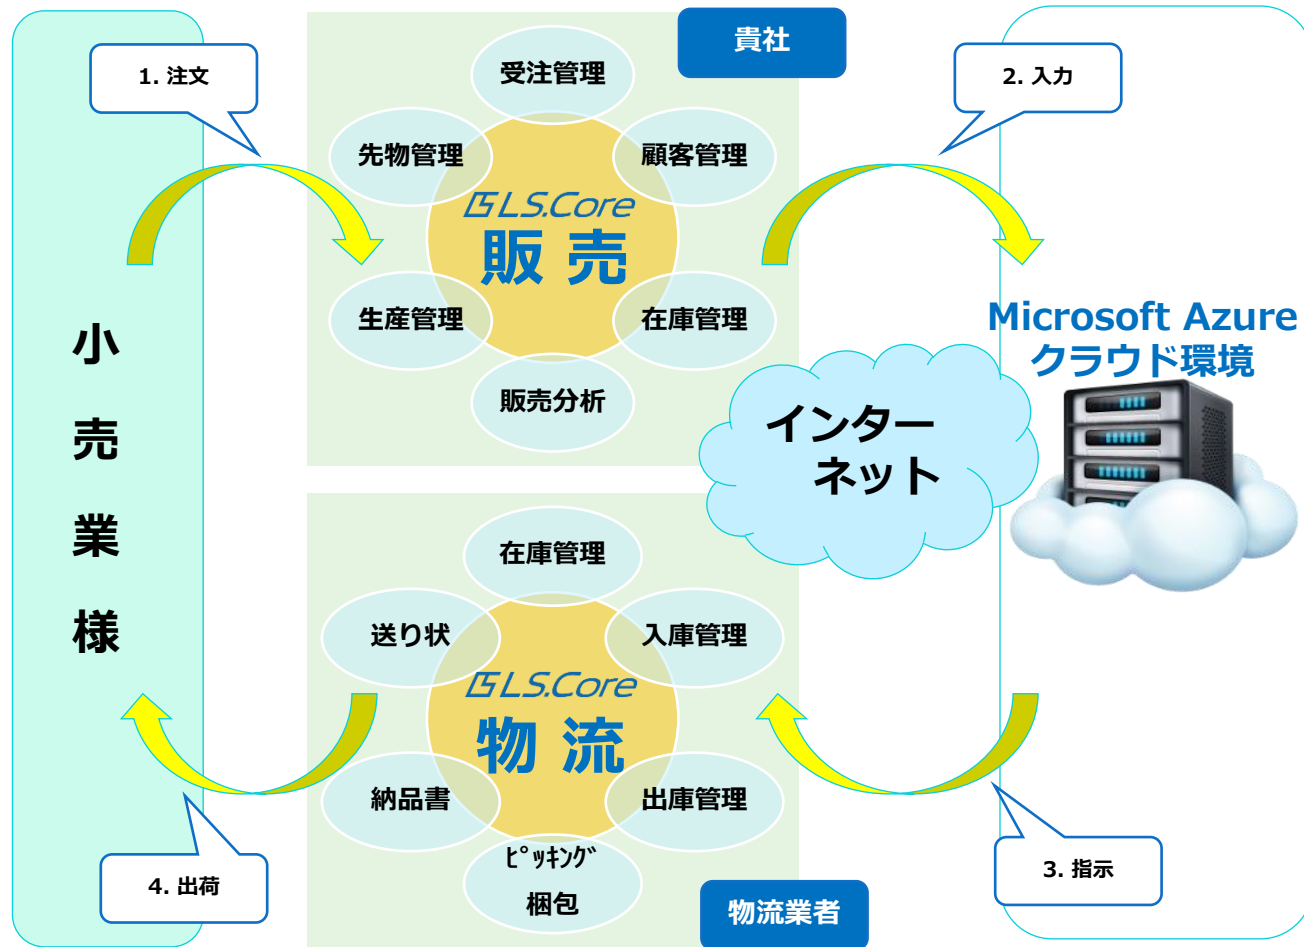 貴社
1. 注文
2. 入力
受注管理
先物管理
顧客管理
LS.Core
販 売
生産管理
在庫管理
販売分析
小
売
業
様
Microsoft Azure
クラウド環境
インター
ネット
在庫管理
送り状
入庫管理
LS.Core
物 流
納品書
出庫管理
ﾋﾟｯｷﾝｸﾞ
梱包
3. 指示
4. 出荷
物流業者